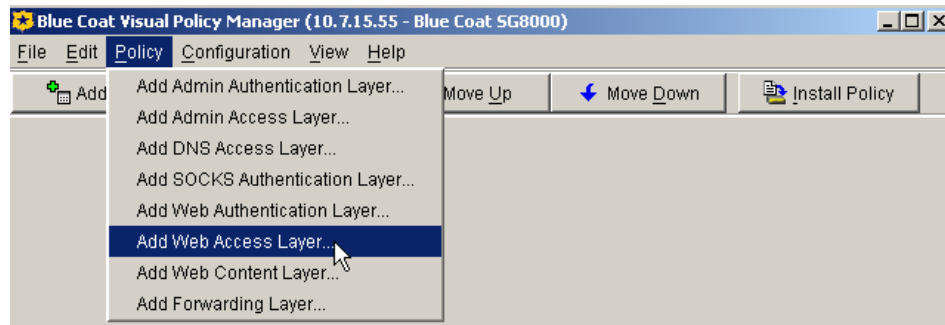 Blue Coat Visual Policy Manager (10.7.15.55 - Blue Coat SG8000)
File Edit Policy Configuration View Help
Add Move Up Move Down Install Policy
Add Admin Authentication Layer...
Add Admin Access Layer...
Add DNS Access Layer...
Add SOCKS Authentication Layer...
Add Web Authentication Layer...
Add Web Access Layer...
Add Web Content Layer...
Add Forwarding Layer...